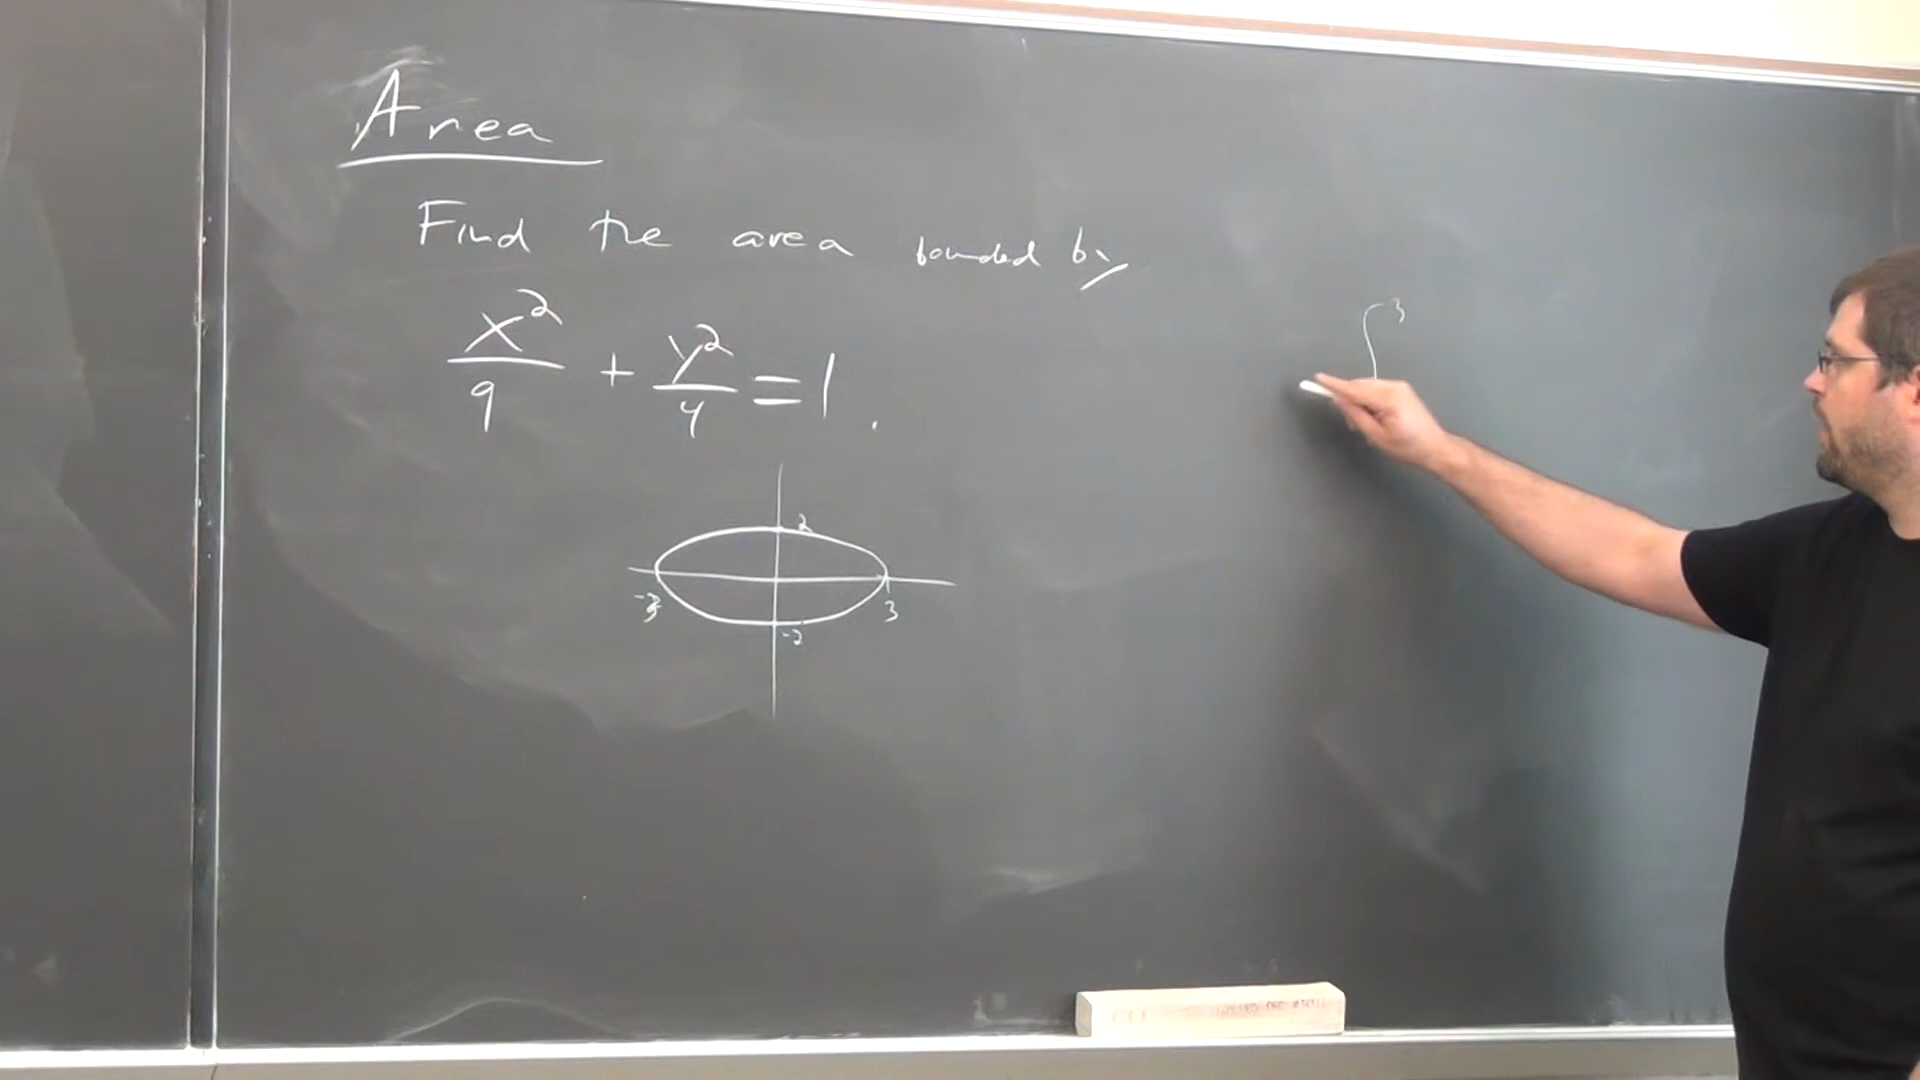 Area
Find the area bounded by
x²/9 + y²/4 = 1.
∫³
2
-3
3
-2